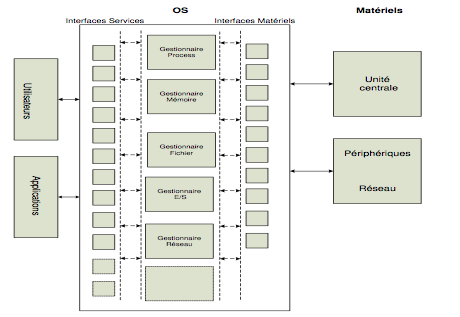 OS
Matériels
Interfaces Services
Interfaces Matériels
Utilisateurs
Applications
Gestionnaire
Process
Gestionnaire
Mémoire
Gestionnaire
Fichier
Gestionnaire
E/S
Gestionnaire
Réseau
Unité
centrale
Périphériques
Réseau